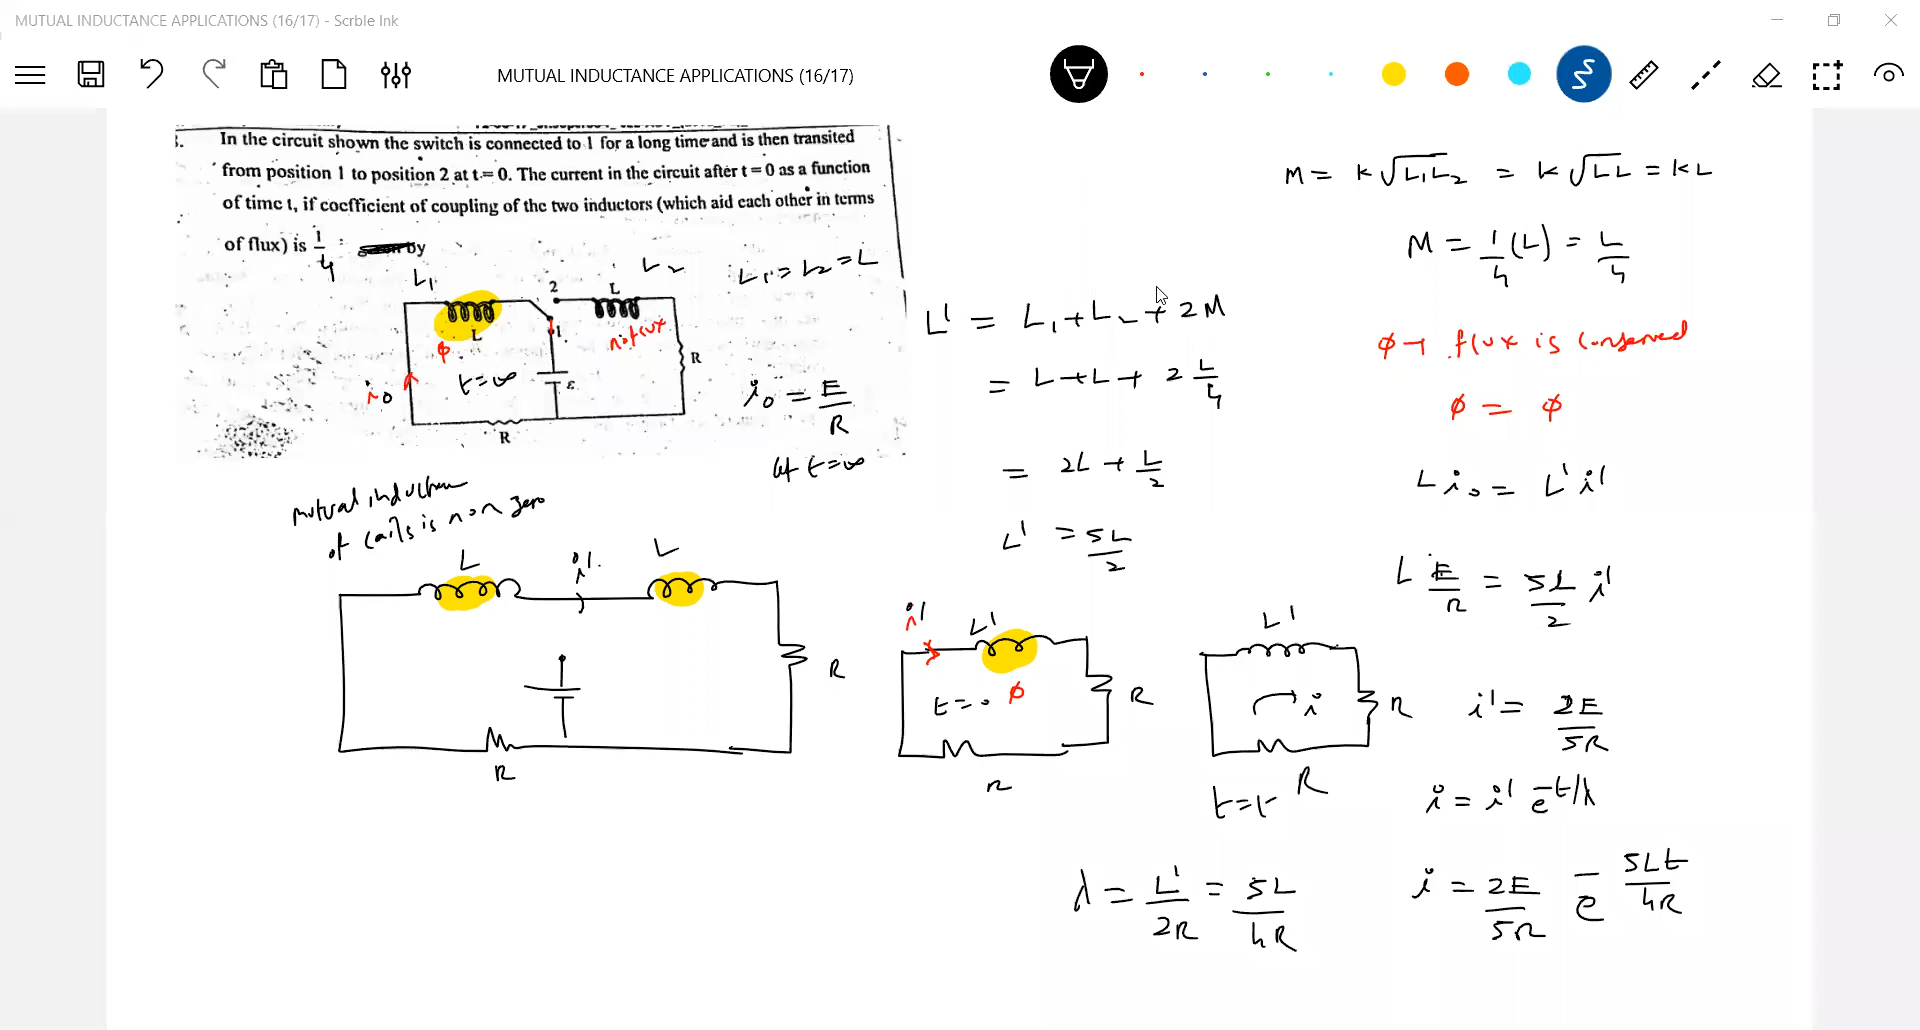 MUTUAL INDUCTANCE APPLICATIONS (16/17) - Scrble Ink
MUTUAL INDUCTANCE APPLICATIONS (16/17)
In the circuit shown the switch is connected to 1 for a long time and is then transited
from position 1 to position 2 at t = 0. The current in the circuit after t = 0 as a function
of time t, if coefficient of coupling of the two inductors (which aid each other in terms
of flux) is 1/4 by
L₁
L₂
L₁ = L₂ = L
2
L
L
1.
no flux
ϕ
R
i₀
t=∞
ε
i₀ = E/R
R
at t=∞
mutual
of coils is non zero
L
i'
L
R
R
L' = L₁ + L₂ + 2M
= L + L + 2 L/4
= 2L + L/2
L' = 5L/2
i'
L'
t=0
ϕ
R
R
L'
i
R
R
t=t
λ = L'/2R = 5L/4R
M = k√L₁L₂ = k√LL = kL
M = 1/4 (L) = L/4
ϕ → flux is conserved
ϕ = ϕ
L i₀ = L' i'
L E/R = 5L/2 i'
i' = 2E/5R
i = i' e^-t/λ
i = 2E/5R e^-5Lt/4R